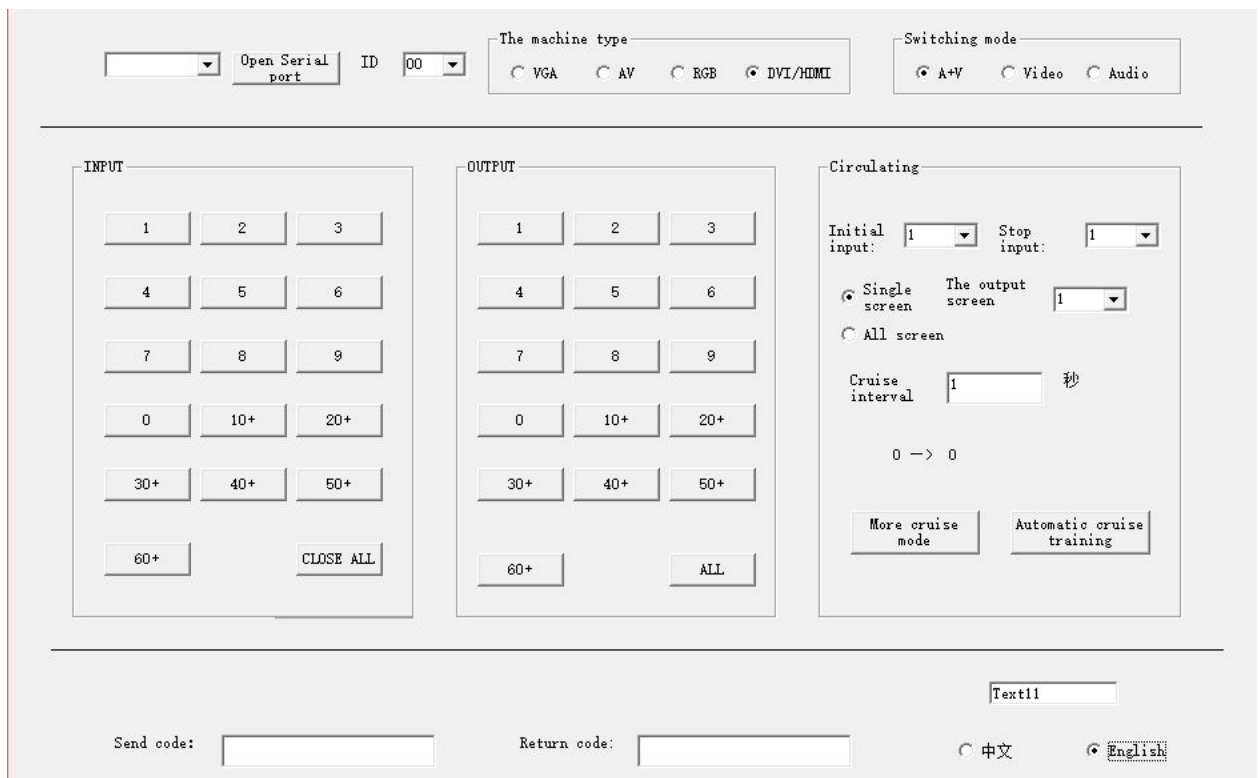 The machine type
Switching mode
Open Serial
port
ID
00
VGA
AV
RGB
DVI/HDMI
A+V
Video
Audio
INPUT
1
2
3
4
5
6
7
8
9
0
10+
20+
30+
40+
50+
60+
CLOSE ALL
OUTPUT
1
2
3
4
5
6
7
8
9
0
10+
20+
30+
40+
50+
60+
ALL
Circulating
Initial
input:
1
Stop
input:
1
Single
screen
The output
screen
1
All screen
Cruise
interval
1
秒
0 —> 0
More cruise
mode
Automatic cruise
training
Text11
Send code:
Return code:
中文
English